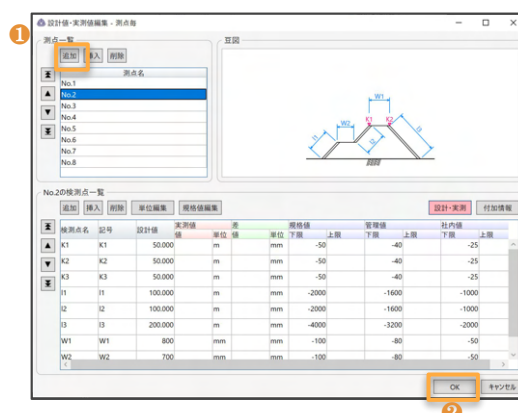 設計値・実測値編集 - 測点毎
1
測点一覧
追加 挿入 削除
測点名
No.1
No.2
No.3
No.4
No.5
No.6
No.7
No.8
豆図
W1
K1 K2
W2
l1 l2 l3
No.2の検測点一覧
追加 挿入 削除 単位編集 規格値編集 設計・実測 付加情報
検測点名 記号 設計値 実測値 差 規格値 管理値 社内値
値 単位 値 単位 下限 上限 下限 上限 下限 上限
K1 K1 50.000 m mm -50 -40 -25
K2 K2 50.000 m mm -50 -40 -25
K3 K3 50.000 m mm -50 -40 -25
l1 l1 100.000 m mm -2000 -1600 -1000
l2 l2 100.000 m mm -2000 -1600 -1000
l3 l3 200.000 m mm -4000 -3200 -2000
W1 W1 800 mm mm -100 -80 -50
W2 W2 700 mm mm -100 -80 -50
OK キャンセル
2